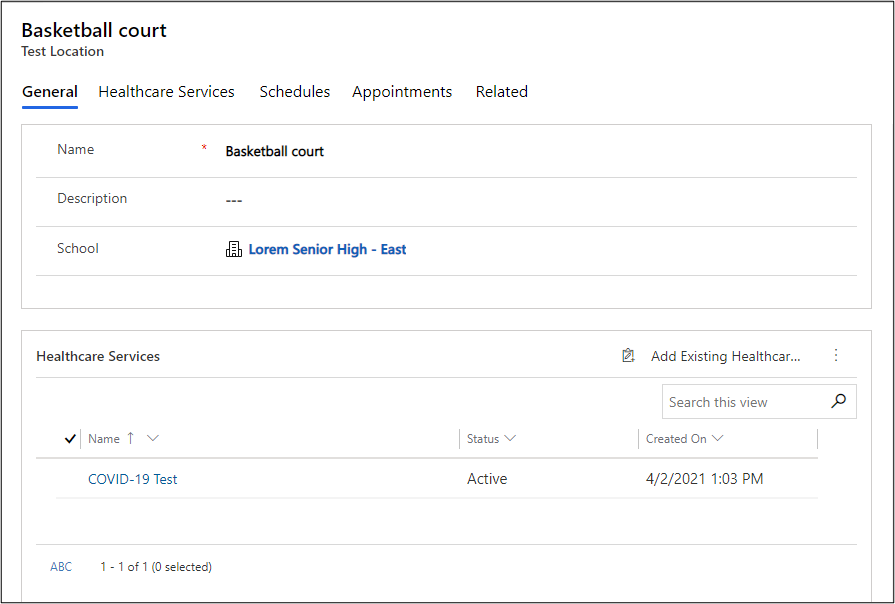 Basketball court
Test Location
General Healthcare Services Schedules Appointments Related
Name * Basketball court
Description ---
School Lorem Senior High - East
Healthcare Services Add Existing Healthcar...
Search this view
Name ↑ Status Created On
COVID-19 Test Active 4/2/2021 1:03 PM
ABC 1 - 1 of 1 (0 selected)